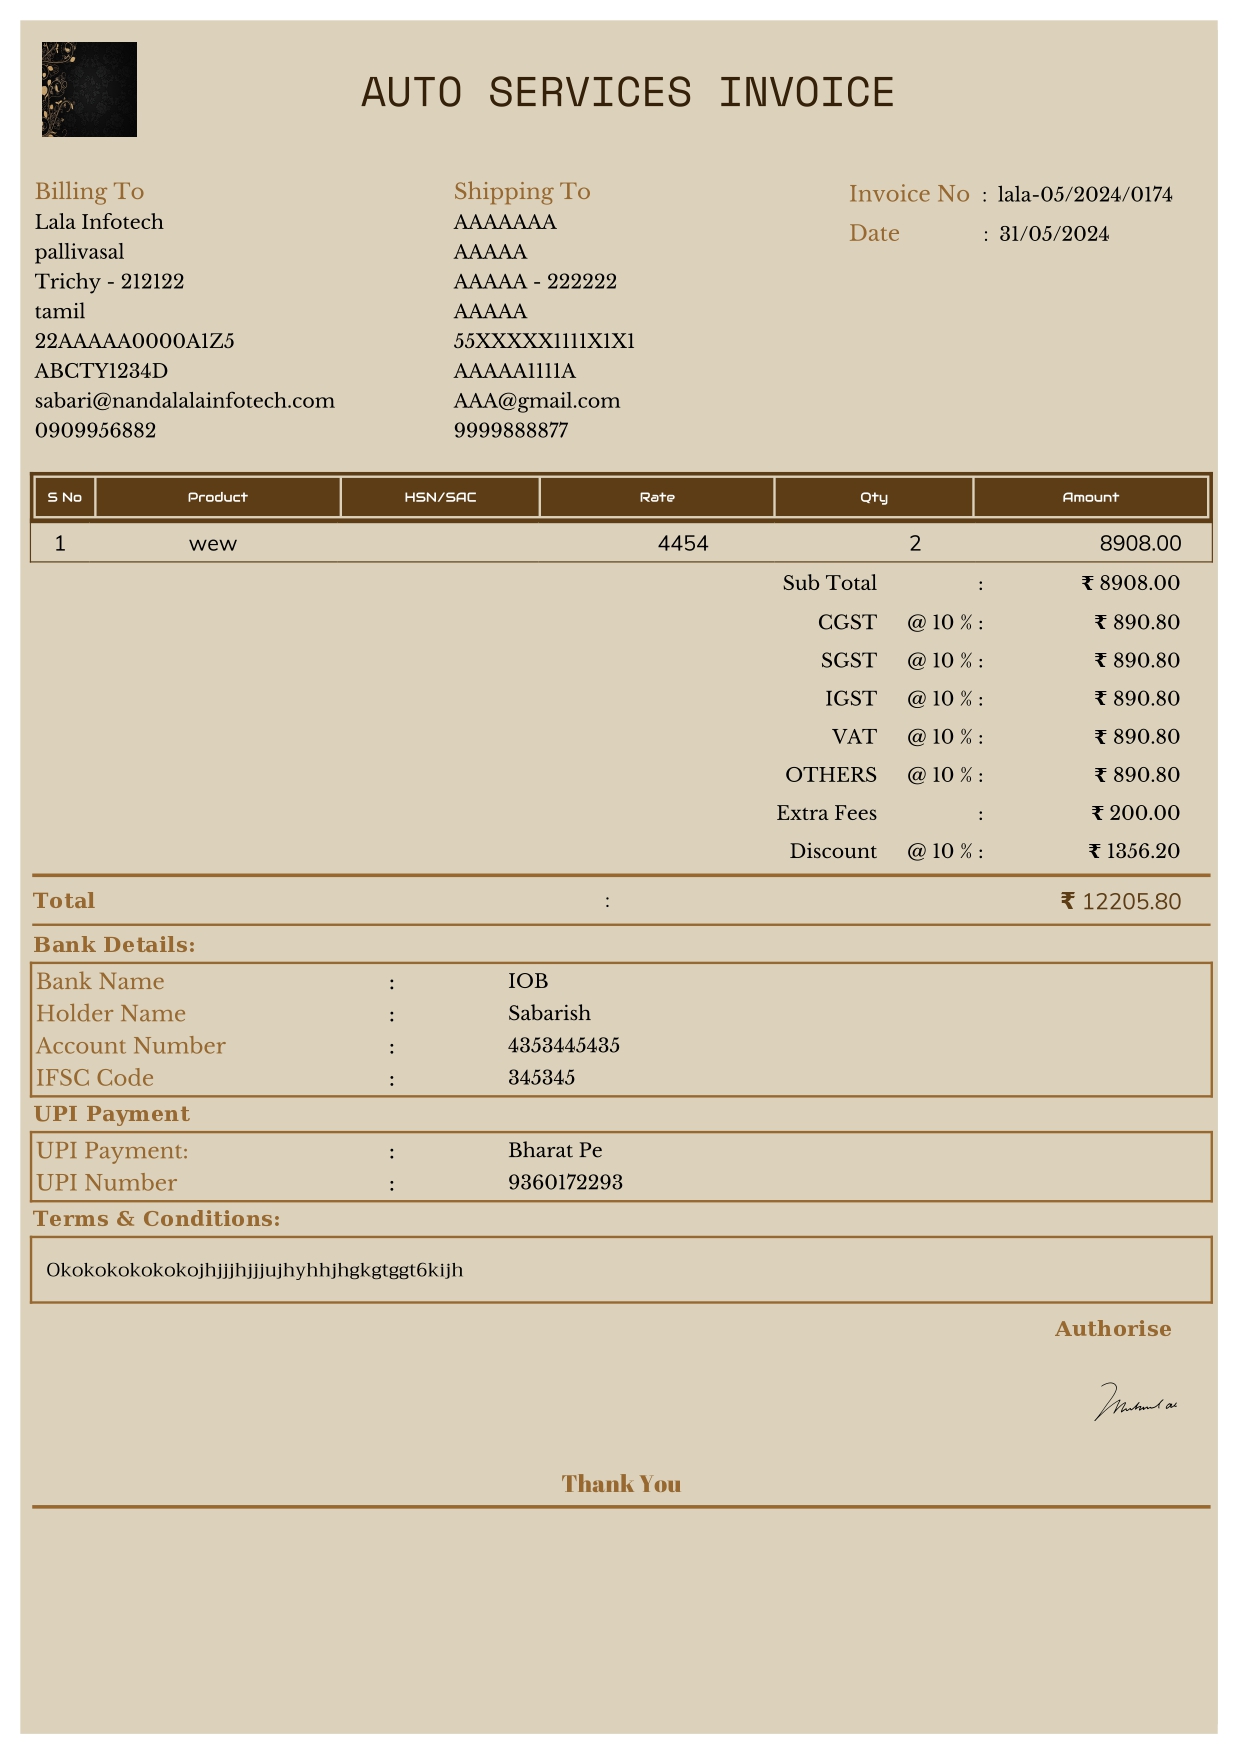 AUTO SERVICES INVOICE
Billing To
Lala Infotech
pallivasal
Trichy - 212122
tamil
22AAAAA0000A1Z5
ABCTY1234D
sabari@nandalalainfotech.com
0909956882
Shipping To
AAAAAAA
AAAAA
AAAAA - 222222
AAAAA
55XXXXX1111X1X1
AAAAA1111A
AAA@gmail.com
9999888877
Invoice No : lala-05/2024/0174
Date : 31/05/2024
S No Product HSN/SAC Rate Qty Amount
1 wew 4454 2 8908.00
Sub Total : ₹ 8908.00
CGST @ 10 % : ₹ 890.80
SGST @ 10 % : ₹ 890.80
IGST @ 10 % : ₹ 890.80
VAT @ 10 % : ₹ 890.80
OTHERS @ 10 % : ₹ 890.80
Extra Fees : ₹ 200.00
Discount @ 10 % : ₹ 1356.20
Total : ₹ 12205.80
Bank Details:
Bank Name : IOB
Holder Name : Sabarish
Account Number : 4353445435
IFSC Code : 345345
UPI Payment
UPI Payment: : Bharat Pe
UPI Number : 9360172293
Terms & Conditions:
Okokokokokokojhjjjhjjjujhyhhjhgkgtggt6kijh
Authorise
Thank You